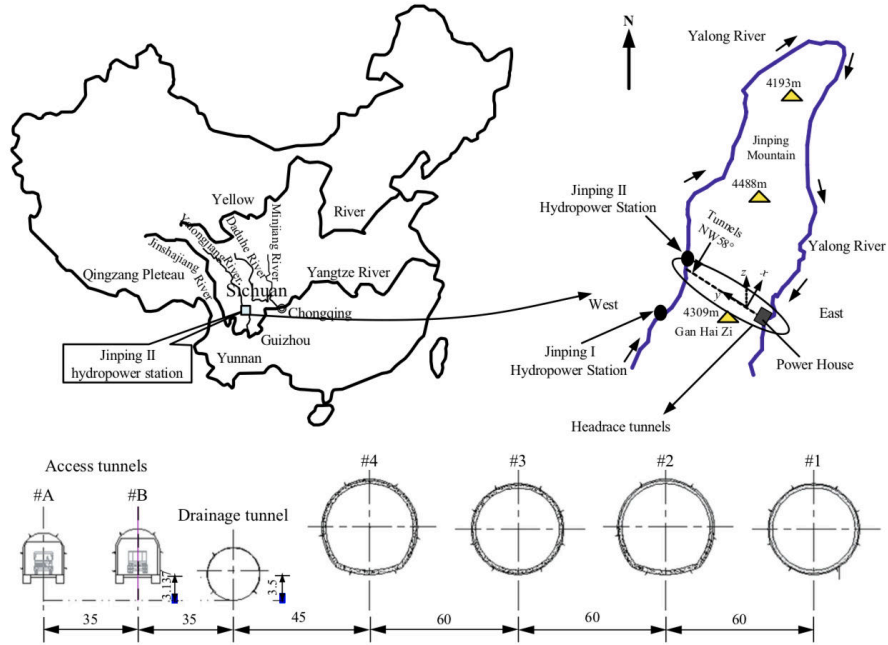 N
Yalong River
4193m
Jinping
Mountain
4488m
Jinping II
Hydropower Station
Tunnels
NW58°
Yalong River
z
x
y
West
East
4309m
Gan Hai Zi
Jinping I
Hydropower Station
Power House
Headrace tunnels
Yellow
River
Minjiang River
Daduhe River
Yalongjiang River
Jinshajiang River
Qingzang Pleteau
Sichuan
Yangtze River
Chongqing
Guizhou
Yunnan
Jinping II
hydropower station
Access tunnels
#A
#B
Drainage tunnel
#4
#3
#2
#1
3.137
3.5
35
35
45
60
60
60